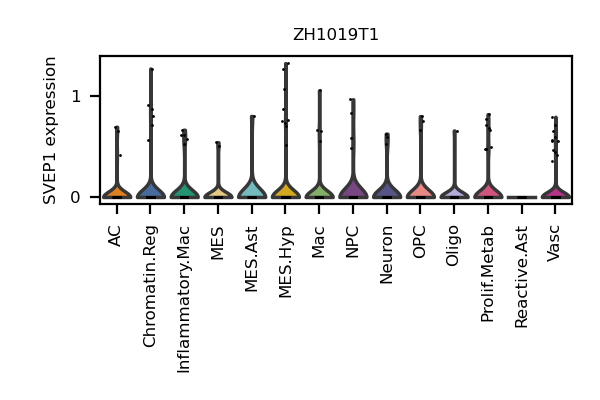 ZH1019T1
SVEP1 expression
1
0
AC
Chromatin.Reg
Inflammatory.Mac
MES
MES.Ast
MES.Hyp
Mac
NPC
Neuron
OPC
Oligo
Prolif.Metab
Reactive.Ast
Vasc